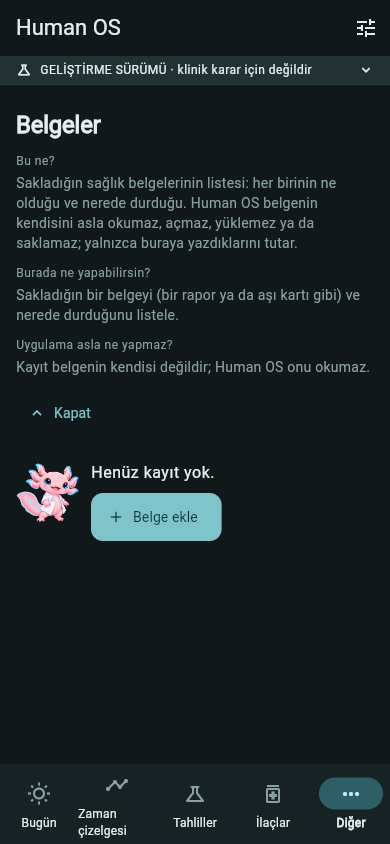 Human OS
GELİŞTİRME SÜRÜMÜ · klinik karar için değildir
Belgeler
Bu ne?
Sakladığın sağlık belgelerinin listesi: her birinin ne
olduğu ve nerede durduğu. Human OS belgenin
kendisini asla okumaz, açmaz, yüklemez ya da
saklamaz; yalnızca buraya yazdıklarını tutar.
Burada ne yapabilirsin?
Sakladığın bir belgeyi (bir rapor ya da aşı kartı gibi) ve
nerede durduğunu listele.
Uygulama asla ne yapmaz?
Kayıt belgenin kendisi değildir; Human OS onu okumaz.
Kapat
Henüz kayıt yok.
Belge ekle
Bugün
Zaman
çizelgesi
Tahliller
İlaçlar
Diğer